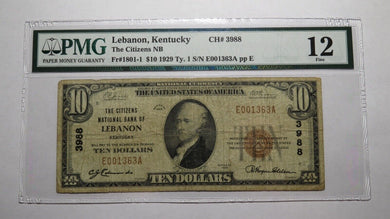 PMG
PAPER MONEY GUARANTY
Lebanon, Kentucky CH# 3988
The Citizens NB
Fr#1801-1 $10 1929 Ty. 1 S/N E001363A pp E
12
Fine
10
10
E001363A
THE CITIZENS
NATIONAL BANK OF
LEBANON
KENTUCKY
3988
3988
E001363A
TEN DOLLARS
10
10